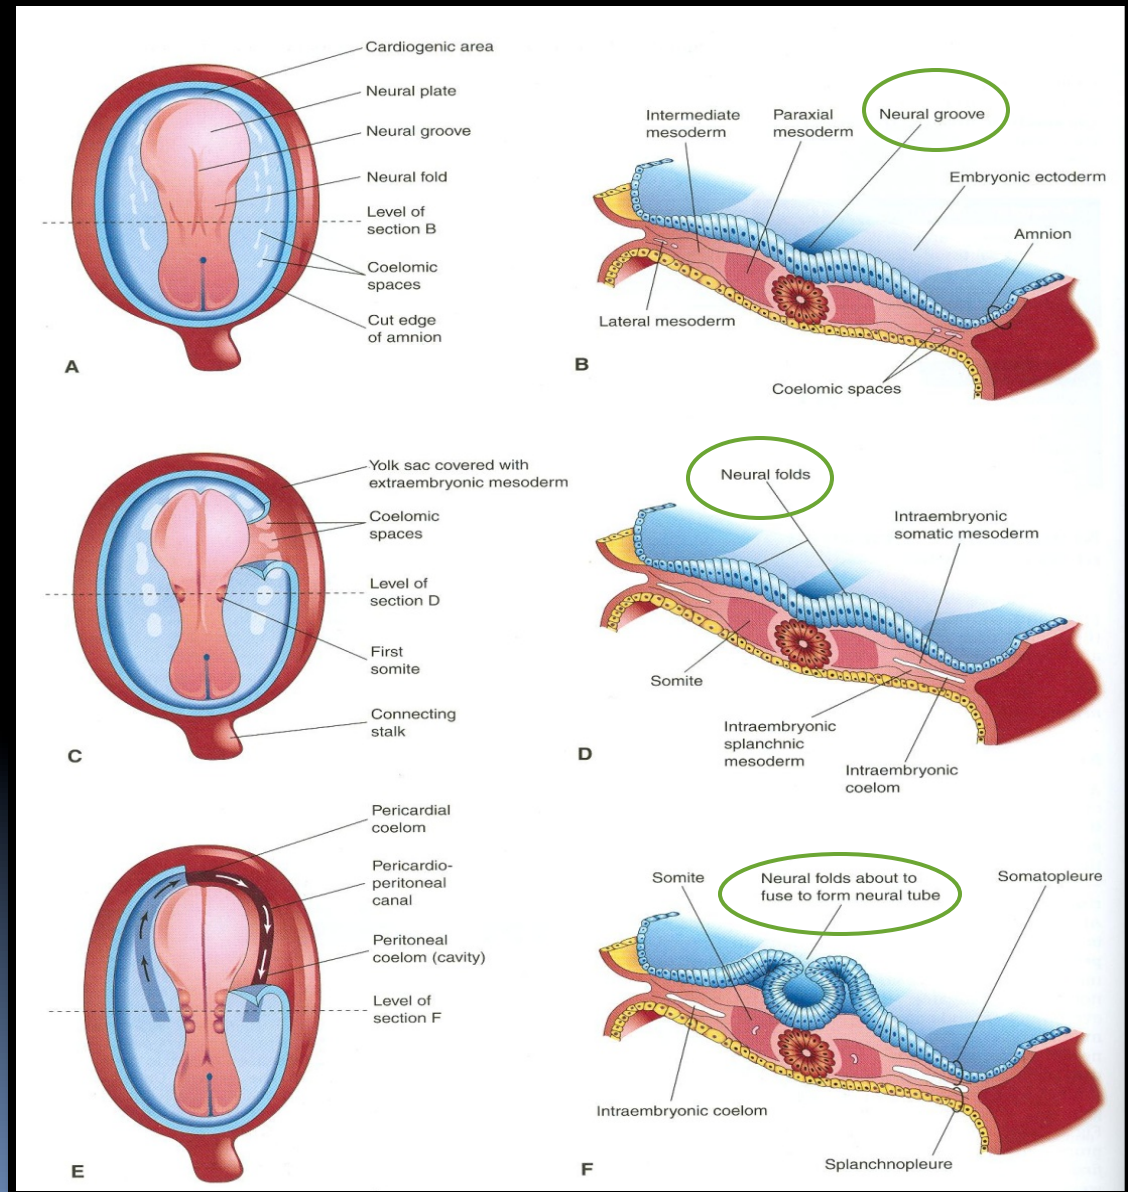 Cardiogenic area
Neural plate
Neural groove
Neural fold
Level of
section B
Coelomic
spaces
Cut edge
of amnion
A
Intermediate
mesoderm
Paraxial
mesoderm
Neural groove
Embryonic ectoderm
Amnion
Lateral mesoderm
Coelomic spaces
B
Yolk sac covered with
extraembryonic mesoderm
Coelomic
spaces
Level of
section D
First
somite
Connecting
stalk
C
Neural folds
Intraembryonic
somatic mesoderm
Somite
Intraembryonic
splanchnic
mesoderm
Intraembryonic
coelom
D
Pericardial
coelom
Pericardio-
peritoneal
canal
Peritoneal
coelom (cavity)
Level of
section F
E
Somite
Neural folds about to
fuse to form neural tube
Somatopleure
Intraembryonic coelom
Splanchnopleure
F